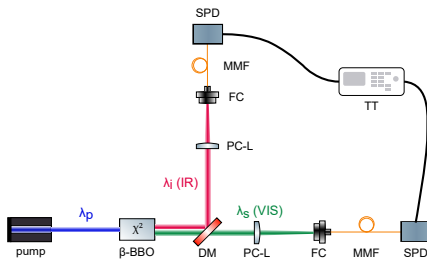 SPD
MMF
FC
TT
PC-L
λi (IR)
λp
λs (VIS)
χ²
pump
β-BBO
DM
PC-L
FC
MMF
SPD